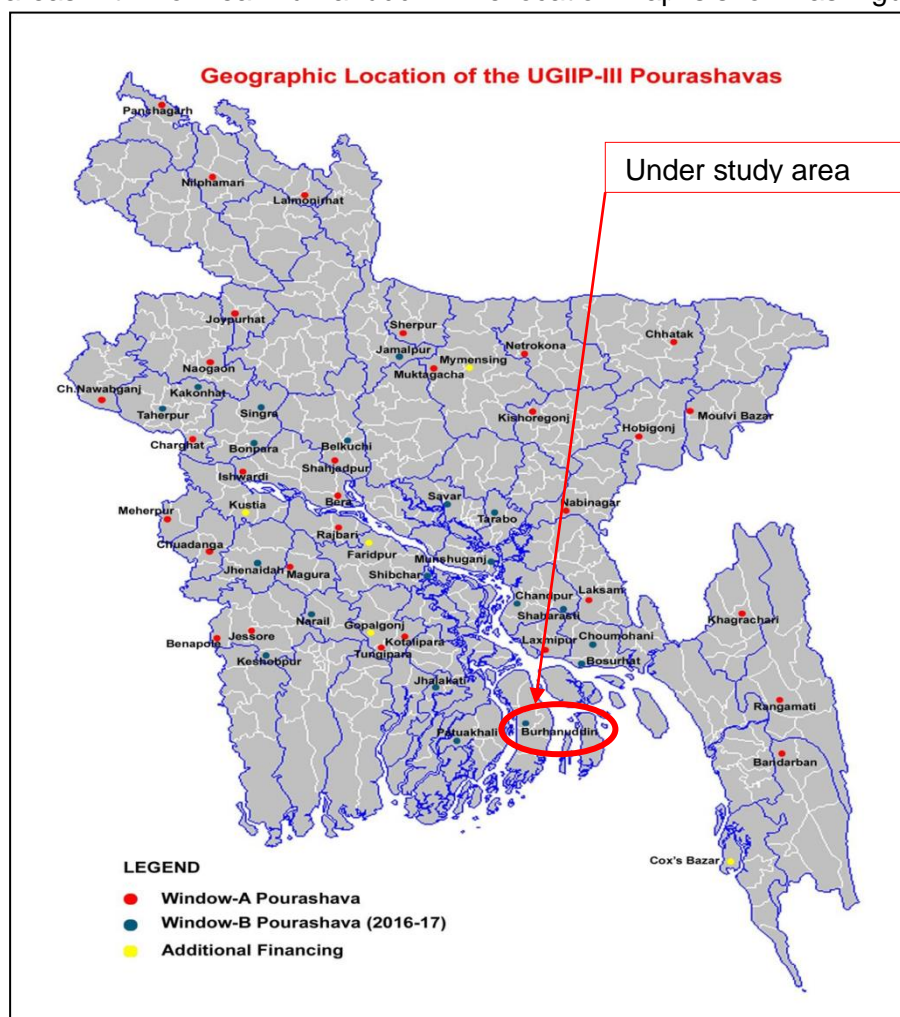 Geographic Location of the UGIIP-III Pourashavas
Under study area
Panchagarh
Nilphamari
Lalmonirhat
Joypurhat
Sherpur
Jamalpur
Mymensing
Netrokona
Chhatak
Naogaon
Muktagacha
Ch.Nawabganj
Kakonhat
Taherpur
Singra
Kishoregonj
Moulvi Bazar
Hobigonj
Charghat
Bonpara
Belkuchi
Shahjadpur
Ishwardi
Bera
Savar
Tarabo
Nabinagar
Meherpur
Kustia
Rajbari
Faridpur
Chuadanga
Munshuganj
Jhenaidah
Magura
Shibchar
Chandpur
Laksam
Shaharasti
Khagrachari
Narail
Gopalgonj
Benapole
Jessore
Kotalipara
Tungipara
Laxmipur
Choumohani
Keshobpur
Bosurhat
Jhalakati
Rangamati
Patuakhali
Burhanuddin
Bandarban
Cox's Bazar
LEGEND
Window-A Pourashava
Window-B Pourashava (2016-17)
Additional Financing